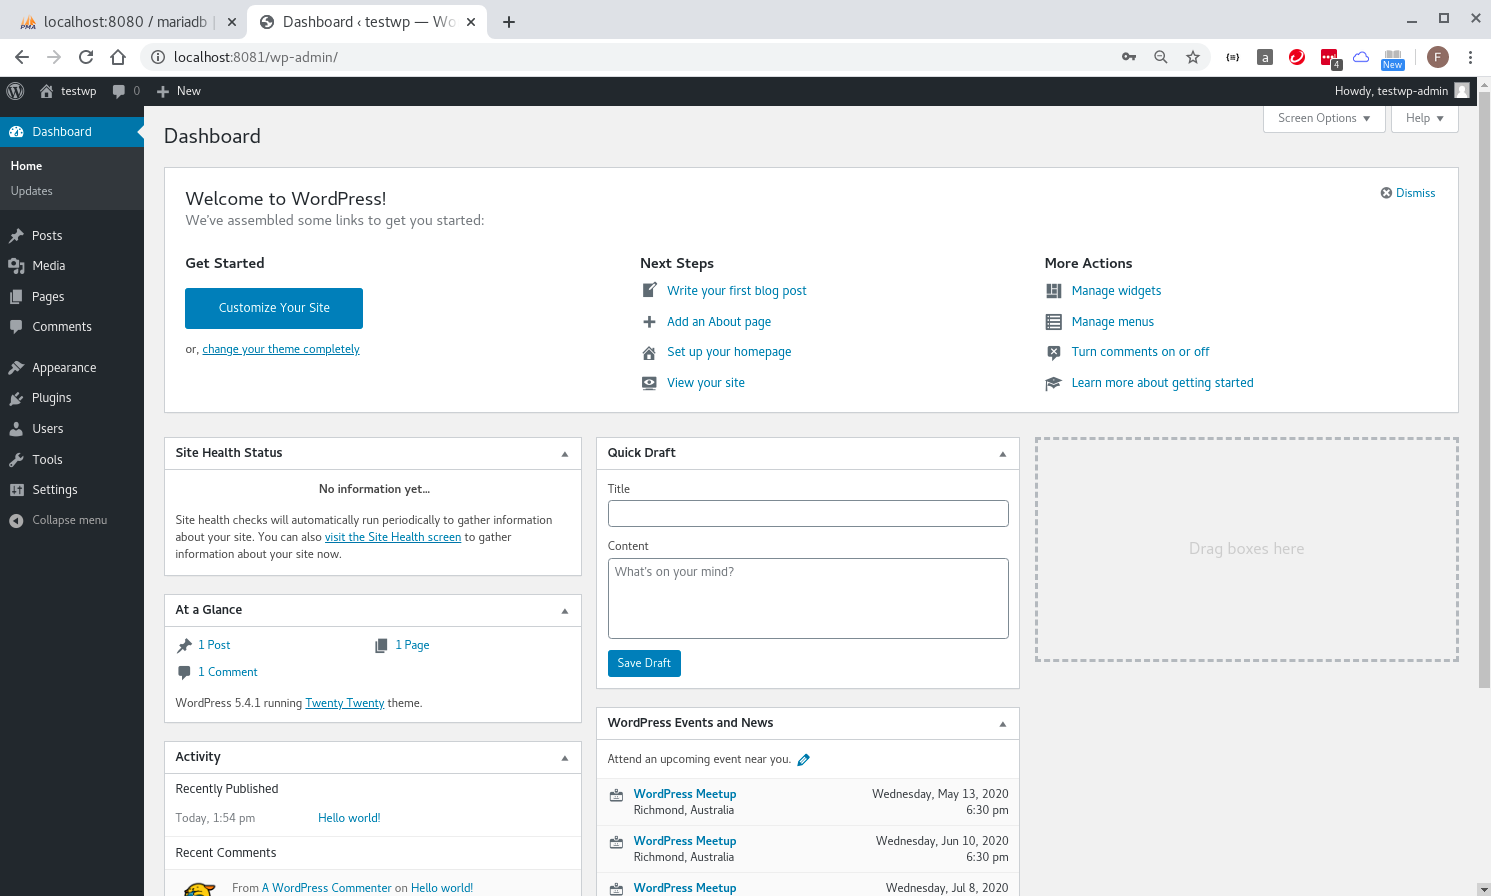 localhost:8080 / mariadb
Dashboard ‹ testwp — Wo
localhost:8081/wp-admin/
a
4
New
F
testwp
0
New
Howdy, testwp-admin
Dashboard
Home
Updates
Posts
Media
Pages
Comments
Appearance
Plugins
Users
Tools
Settings
Collapse menu
Dashboard
Screen Options
Help
Welcome to WordPress!
We've assembled some links to get you started:
Dismiss
Get Started
Customize Your Site
or, change your theme completely
Next Steps
Write your first blog post
Add an About page
Set up your homepage
View your site
More Actions
Manage widgets
Manage menus
Turn comments on or off
Learn more about getting started
Site Health Status
No information yet...
Site health checks will automatically run periodically to gather information
about your site. You can also visit the Site Health screen to gather
information about your site now.
At a Glance
1 Post
1 Page
1 Comment
WordPress 5.4.1 running Twenty Twenty theme.
Activity
Recently Published
Today, 1:54 pm
Hello world!
Recent Comments
From A WordPress Commenter on Hello world!
Quick Draft
Title
Content
What's on your mind?
Save Draft
WordPress Events and News
Attend an upcoming event near you.
WordPress Meetup
Wednesday, May 13, 2020
Richmond, Australia
6:30 pm
WordPress Meetup
Wednesday, Jun 10, 2020
Richmond, Australia
6:30 pm
WordPress Meetup
Wednesday, Jul 8, 2020
Drag boxes here